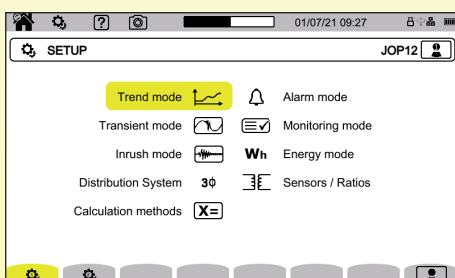 ? 01/07/21 09:27
SETUP JOP12
Trend mode Alarm mode
Transient mode Monitoring mode
Inrush mode Wh Energy mode
Distribution System 3ϕ Sensors / Ratios
Calculation methods X=